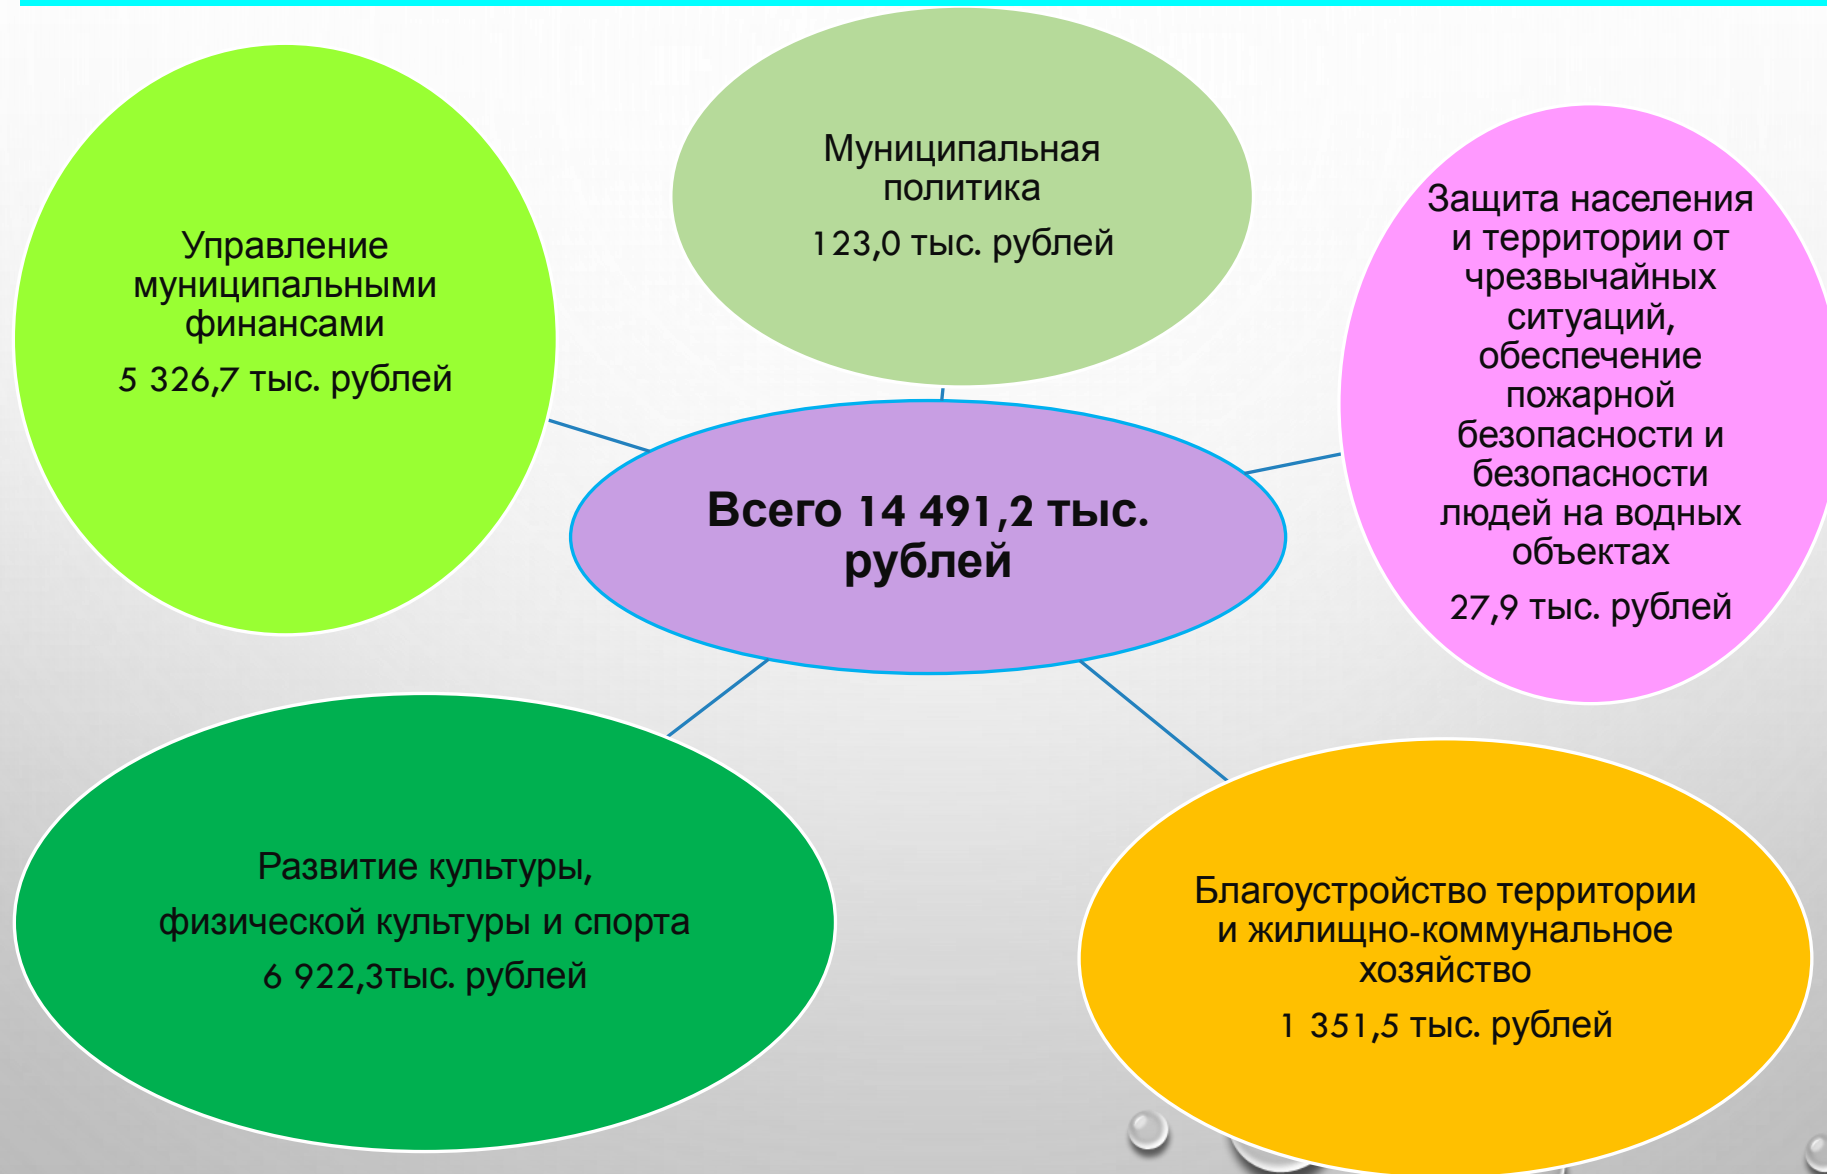 Муниципальная
политика
123,0 тыс. рублей
Управление
муниципальными
финансами
5 326,7 тыс. рублей
Защита населения
и территории от
чрезвычайных
ситуаций,
обеспечение
пожарной
безопасности и
безопасности
людей на водных
объектах
27,9 тыс. рублей
Всего 14 491,2 тыс.
рублей
Развитие культуры,
физической культуры и спорта
6 922,3тыс. рублей
Благоустройство территории
и жилищно-коммунальное
хозяйство
1 351,5 тыс. рублей